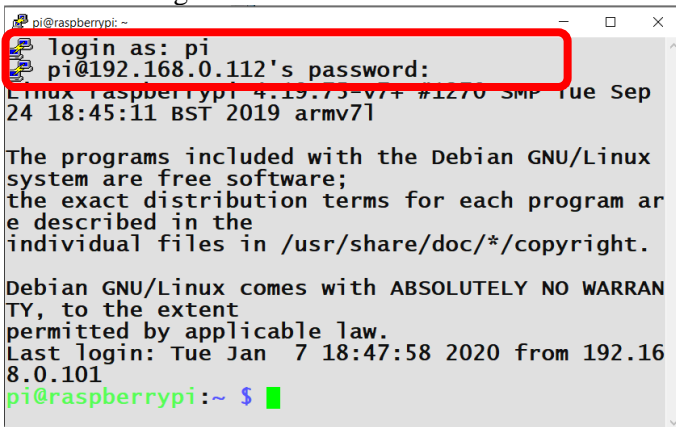 pi@raspberrypi: ~
login as: pi
pi@192.168.0.112's password:
Linux raspberrypi 4.19.75-v7+ #1270 SMP Tue Sep
24 18:45:11 BST 2019 armv7l
The programs included with the Debian GNU/Linux
system are free software;
the exact distribution terms for each program ar
e described in the
individual files in /usr/share/doc/*/copyright.
Debian GNU/Linux comes with ABSOLUTELY NO WARRAN
TY, to the extent
permitted by applicable law.
Last login: Tue Jan  7 18:47:58 2020 from 192.16
8.0.101
pi@raspberrypi:~ $